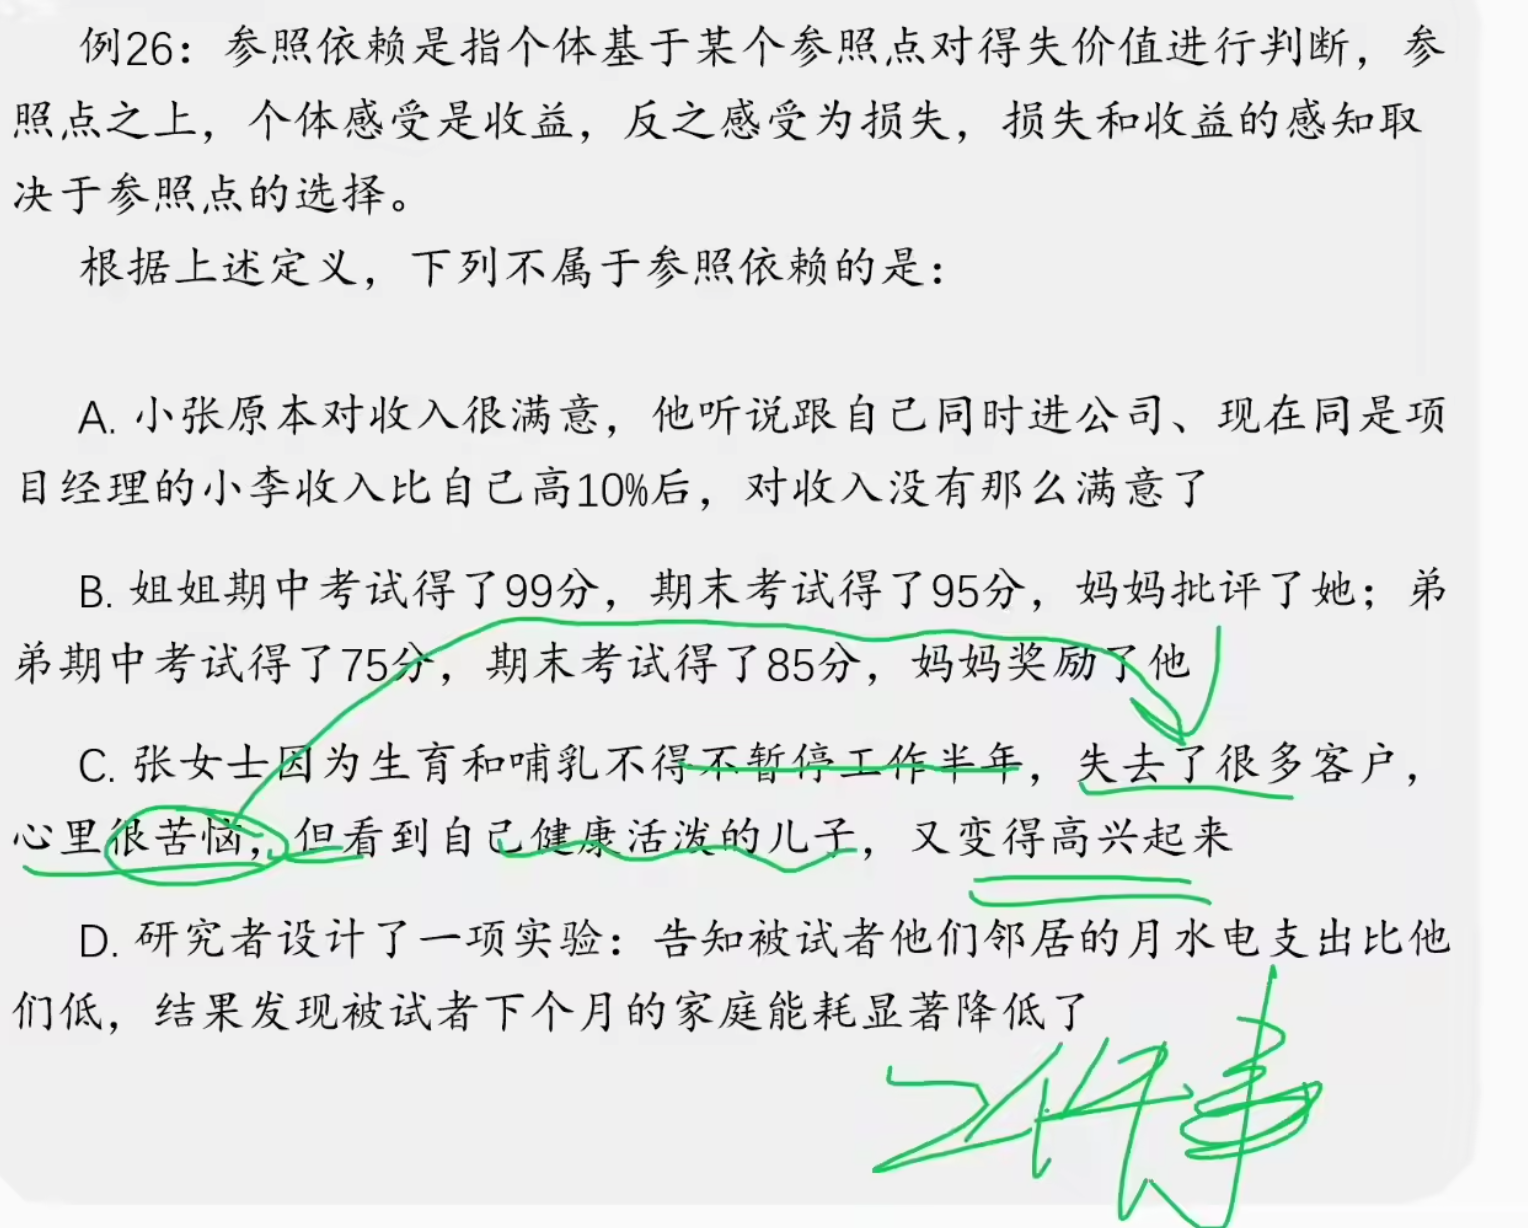 例26：参照依赖是指个体基于某个参照点对得失价值进行判断，参
照点之上，个体感受是收益，反之感受为损失，损失和收益的感知取
决于参照点的选择。
根据上述定义，下列不属于参照依赖的是：
A. 小张原本对收入很满意，他听说跟自己同时进公司、现在同是项
目经理的小李收入比自己高10%后，对收入没有那么满意了
B. 姐姐期中考试得了99分，期末考试得了95分，妈妈批评了她；弟
弟期中考试得了75分，期末考试得了85分，妈妈奖励了他
C. 张女士因为生育和哺乳不得不暂停工作半年，失去了很多客户，
心里很苦恼，但看到自己健康活泼的儿子，又变得高兴起来
D. 研究者设计了一项实验：告知被试者他们邻居的月水电支出比他
们低，结果发现被试者下个月的家庭能耗显著降低了
2件事